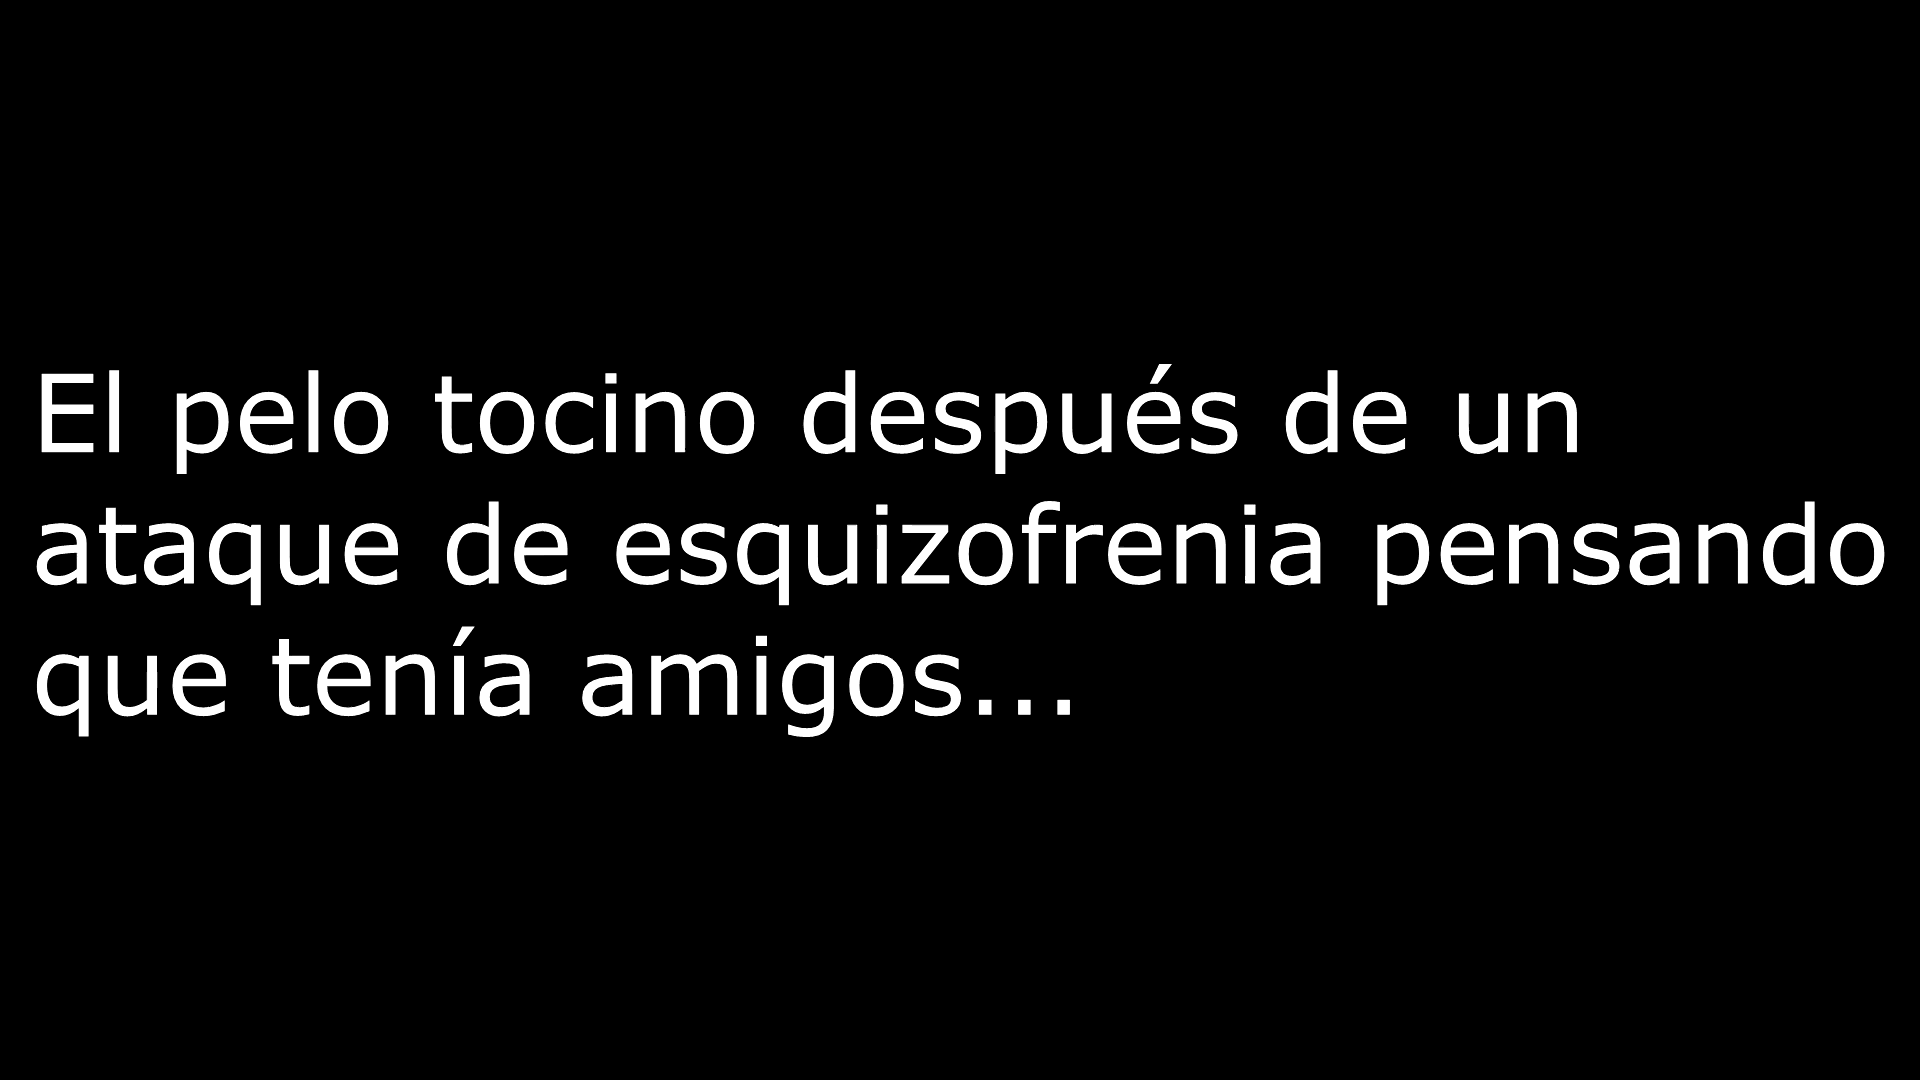 El pelo tocino después de un
ataque de esquizofrenia pensando
que tenía amigos...